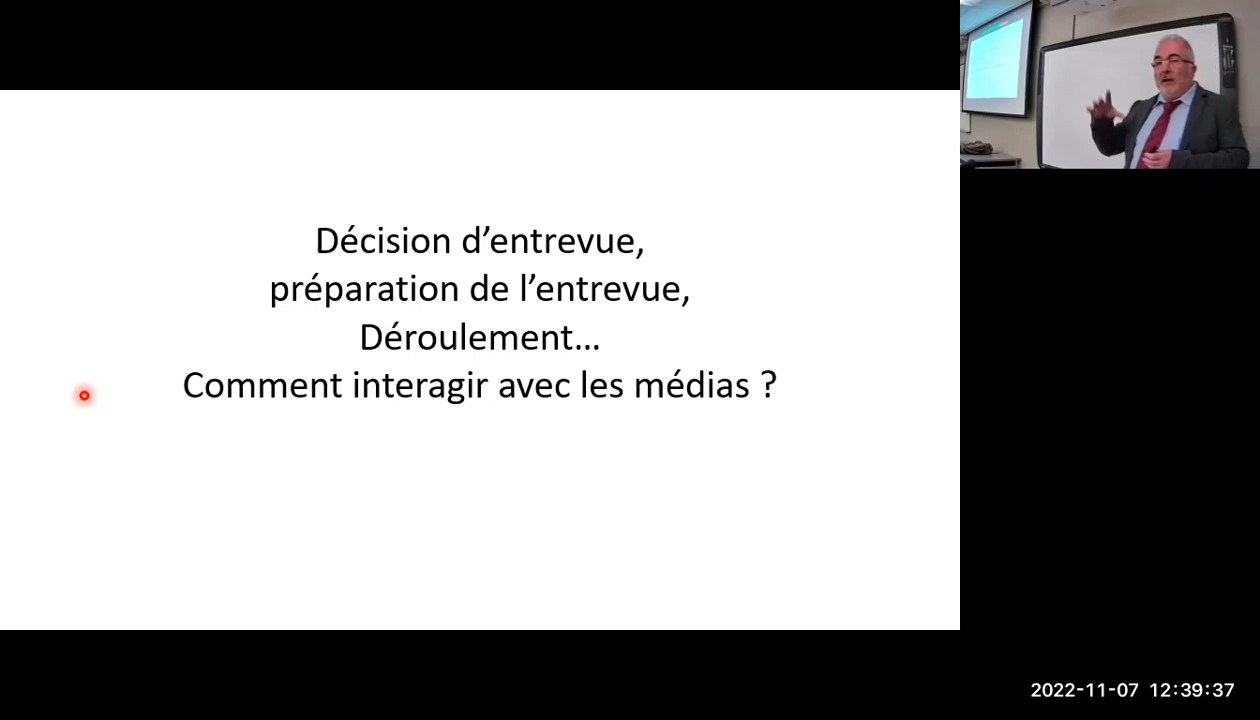 Décision d’entrevue,
préparation de l’entrevue,
Déroulement…
Comment interagir avec les médias ?
2022-11-07 12:39:37